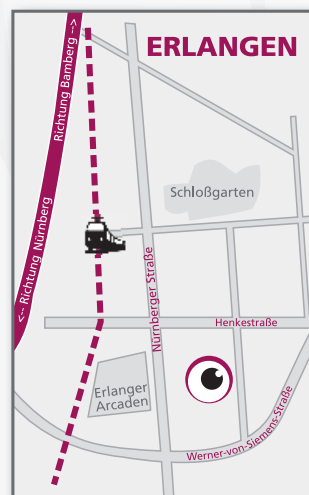 ERLANGEN
Richtung Bamberg ->
<-- Richtung Nürnberg
Schloßgarten
Nürnberger Straße
Henkestraße
Erlanger
Arcaden
Werner-von-Siemens-Straße